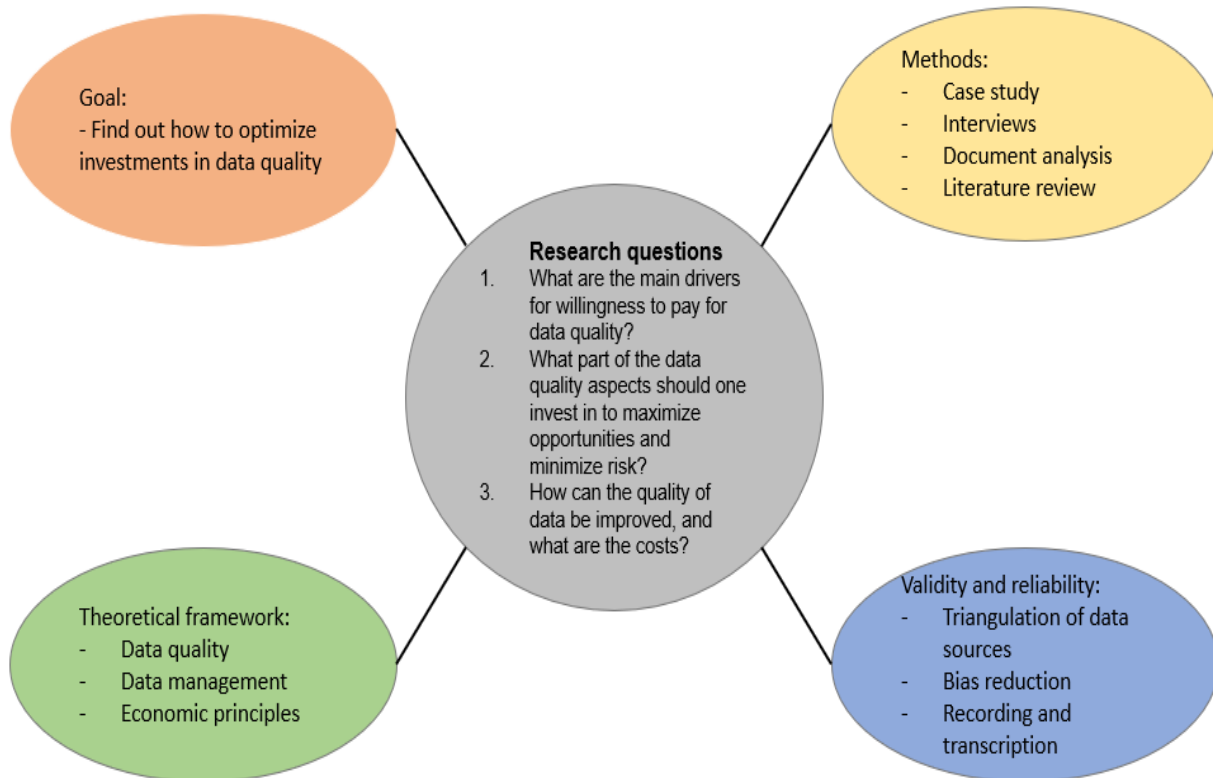 Goal:
- Find out how to optimize
investments in data quality
Methods:
- Case study
- Interviews
- Document analysis
- Literature review
Research questions
1. What are the main drivers
for willingness to pay for
data quality?
2. What part of the data
quality aspects should one
invest in to maximize
opportunities and
minimize risk?
3. How can the quality of
data be improved, and
what are the costs?
Theoretical framework:
- Data quality
- Data management
- Economic principles
Validity and reliability:
- Triangulation of data
sources
- Bias reduction
- Recording and
transcription